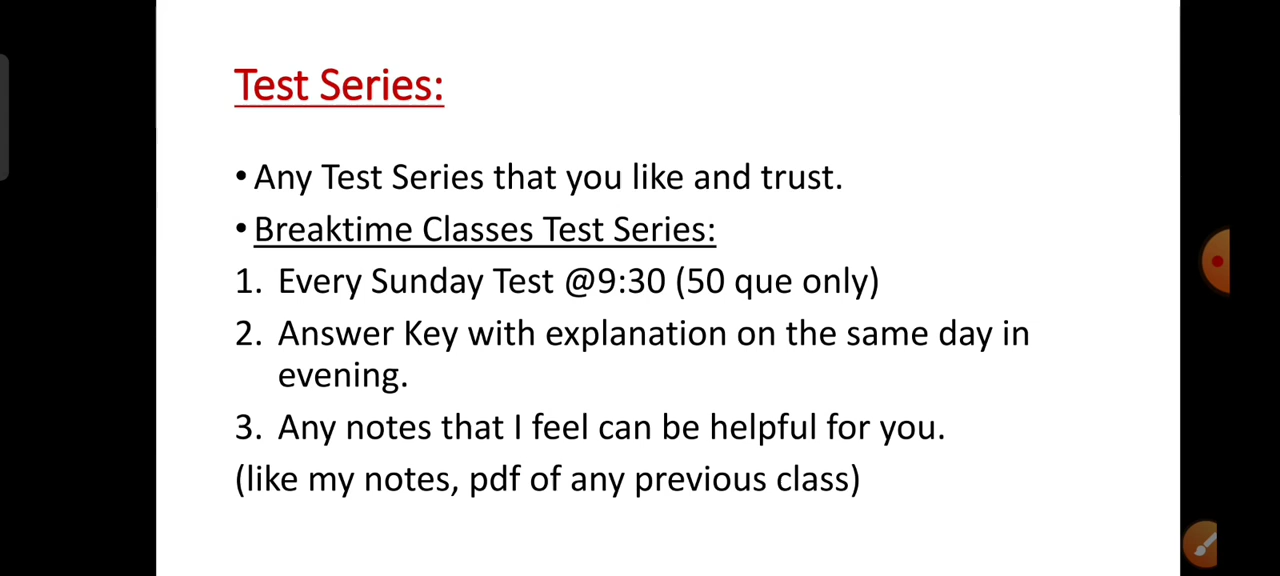 Test Series:
• Any Test Series that you like and trust.
• Breaktime Classes Test Series:
1. Every Sunday Test @9:30 (50 que only)
2. Answer Key with explanation on the same day in
evening.
3. Any notes that I feel can be helpful for you.
(like my notes, pdf of any previous class)